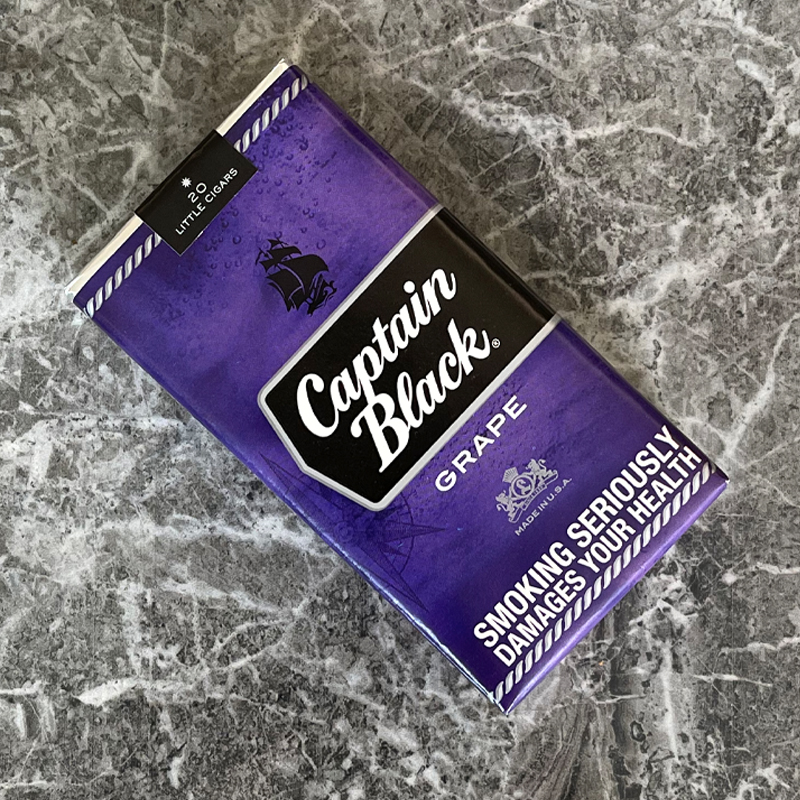 20
LITTLE CIGARS
Captain
Black®
GRAPE
MADE IN U.S.A.
SMOKING SERIOUSLY
DAMAGES YOUR HEALTH